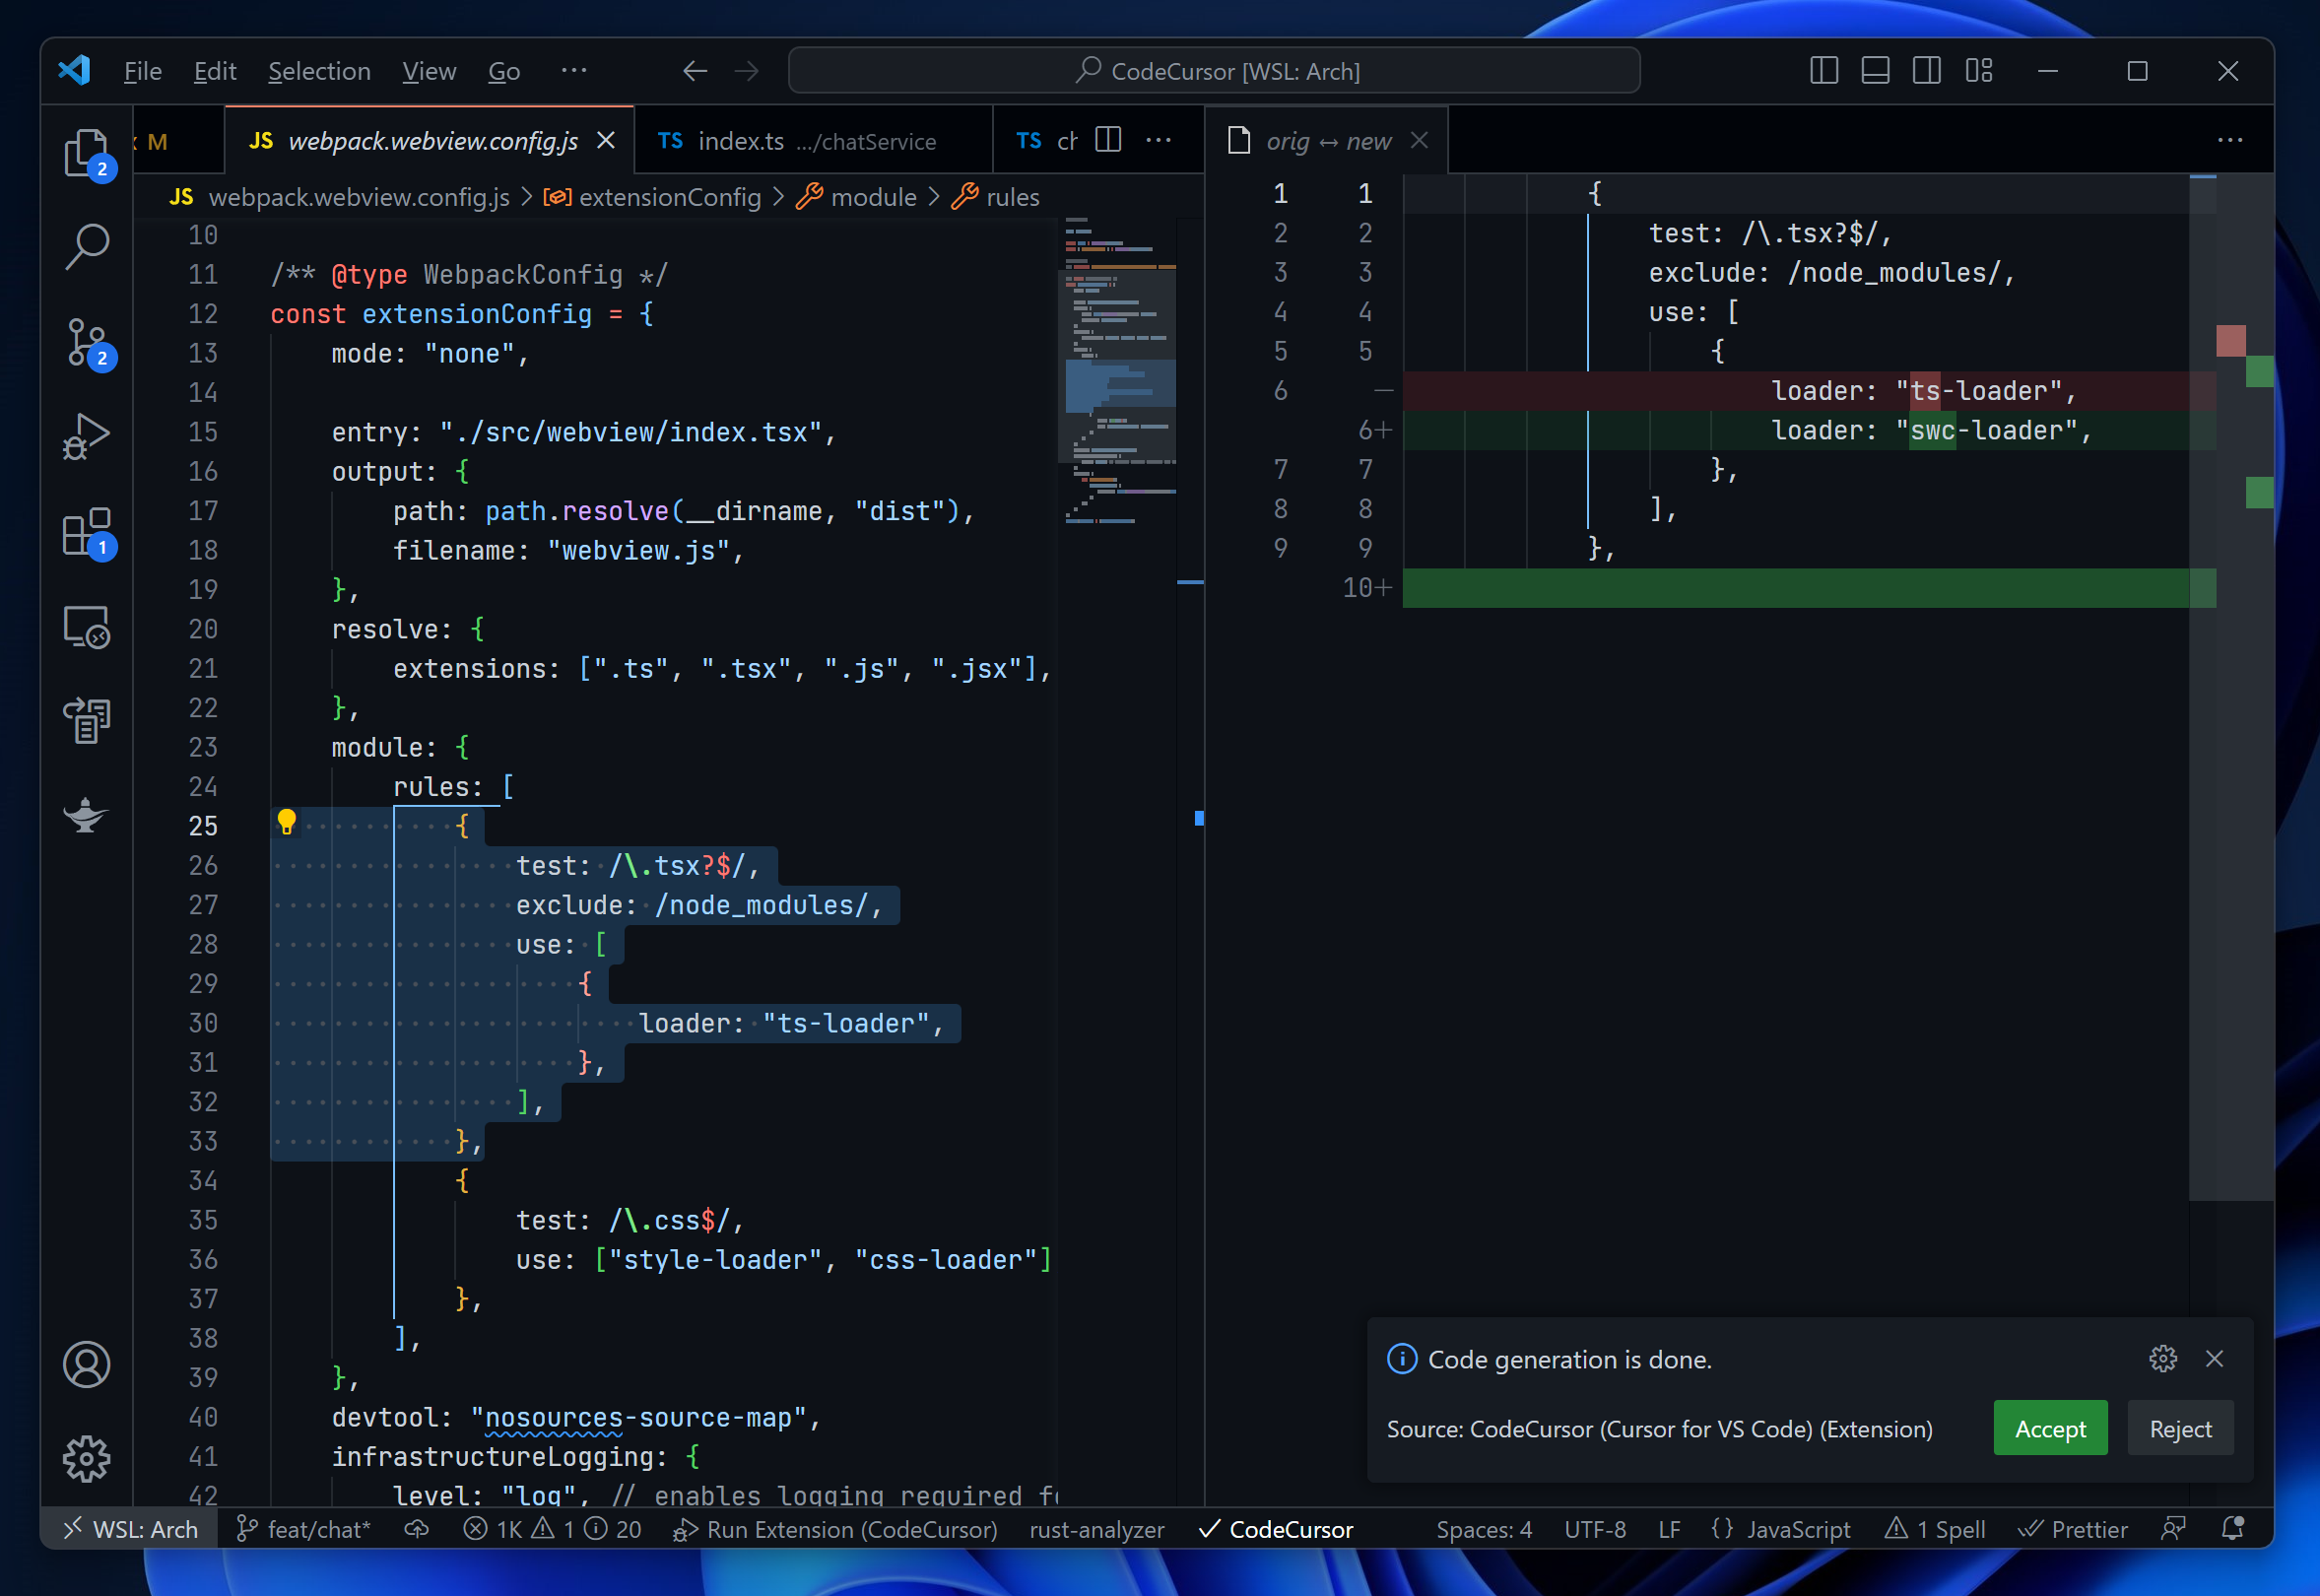 File Edit Selection View Go ··· CodeCursor [WSL: Arch]
M JS webpack.webview.config.js TS index.ts .../chatService TS ch ···
JS webpack.webview.config.js > extensionConfig > module > rules
10
11 /** @type WebpackConfig */
12 const extensionConfig = {
13 mode: "none",
14
15 entry: "./src/webview/index.tsx",
16 output: {
17 path: path.resolve(__dirname, "dist"),
18 filename: "webview.js",
19 },
20 resolve: {
21 extensions: [".ts", ".tsx", ".js", ".jsx"],
22 },
23 module: {
24 rules: [
25 {
26 test: /\.tsx?$/,
27 exclude: /node_modules/,
28 use: [
29 {
30 loader: "ts-loader",
31 },
32 ],
33 },
34 {
35 test: /\.css$/,
36 use: ["style-loader", "css-loader"]
37 },
38 ],
39 },
40 devtool: "nosources-source-map",
41 infrastructureLogging: {
42 level: "log", // enables logging required fo
2
2
1
orig ↔ new ···
1 1 {
2 2 test: /\.tsx?$/,
3 3 exclude: /node_modules/,
4 4 use: [
5 5 {
6 — loader: "ts-loader",
6+ loader: "swc-loader",
7 7 },
8 8 ],
9 9 },
10+
Code generation is done.
Source: CodeCursor (Cursor for VS Code) (Extension) Accept Reject
WSL: Arch feat/chat* 1K 1 20 Run Extension (CodeCursor) rust-analyzer CodeCursor Spaces: 4 UTF-8 LF {} JavaScript 1 Spell Prettier